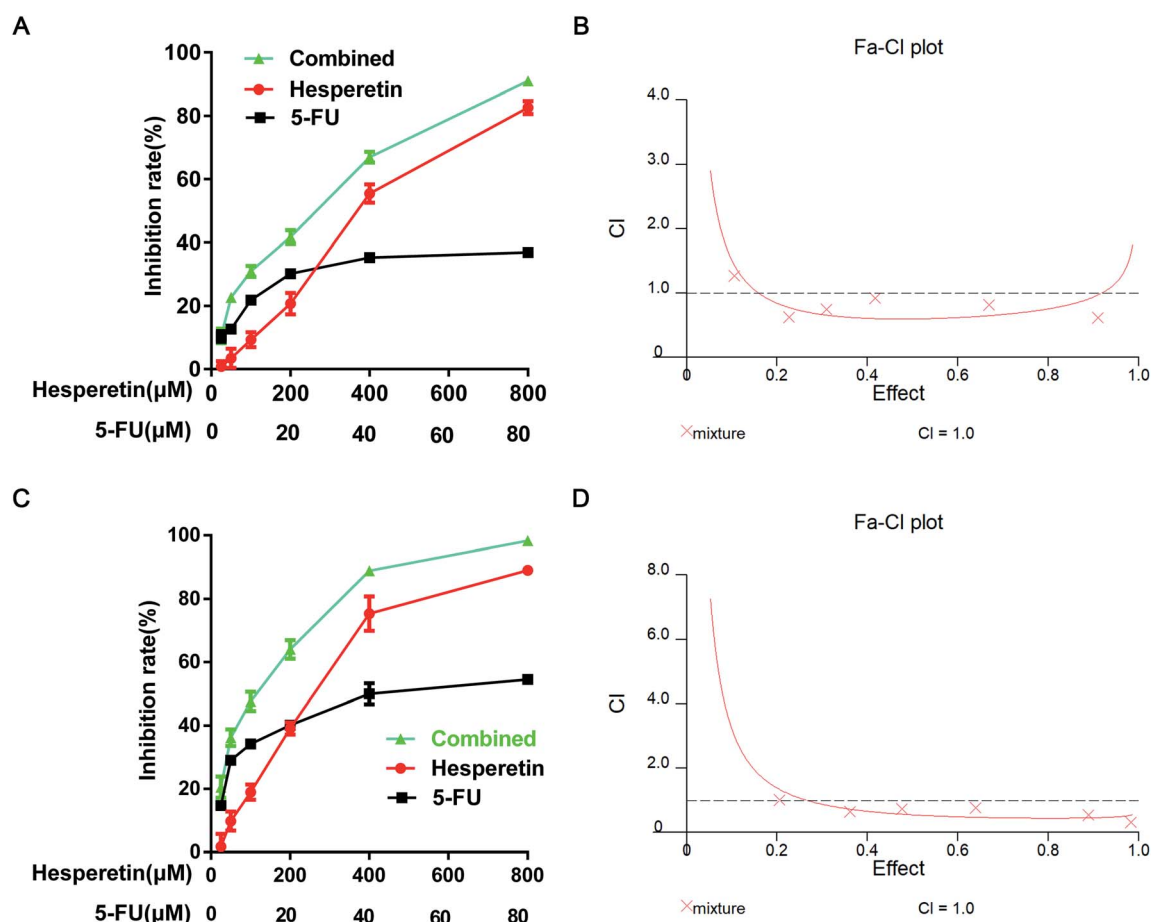 A
Combined
Hesperetin
5-FU
Inhibition rate(%)
100
80
60
40
20
0
0 200 400 600 800
Hesperetin(μM)
5-FU(μM) 0 20 40 60 80
B
Fa-CI plot
CI
4.0
3.0
2.0
1.0
0
0 0.2 0.4 0.6 0.8 1.0
Effect
mixture CI = 1.0
C
Combined
Hesperetin
5-FU
Inhibition rate(%)
100
80
60
40
20
0
0 200 400 600 800
Hesperetin(μM)
5-FU(μM) 0 20 40 60 80
D
Fa-CI plot
CI
8.0
6.0
4.0
2.0
0
0 0.2 0.4 0.6 0.8 1.0
Effect
mixture CI = 1.0